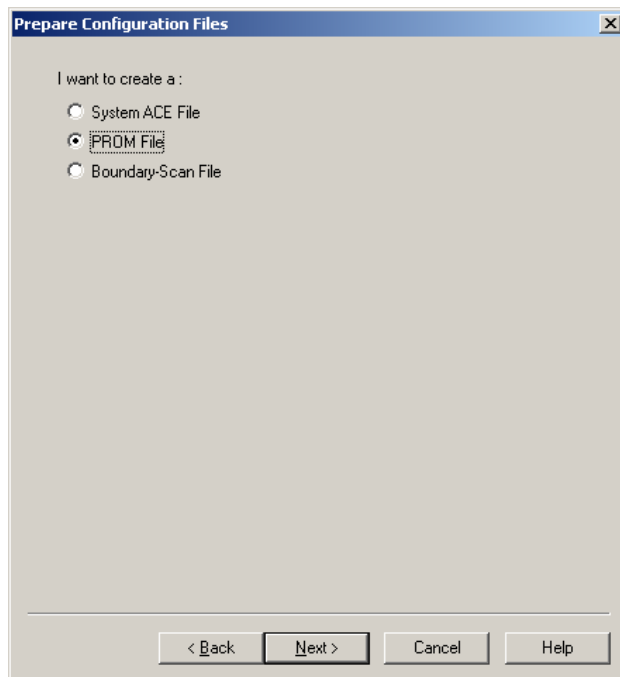 Prepare Configuration Files
I want to create a :
System ACE File
PROM File
Boundary-Scan File
< Back Next > Cancel Help